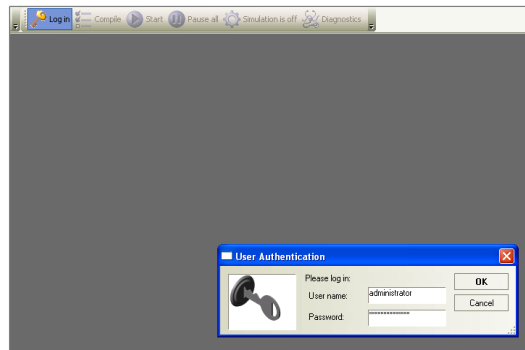 Log in Compile Start Pause all Simulation is off Diagnostics
User Authentication
Please log in:
User name: administrator
Password: *************
OK
Cancel